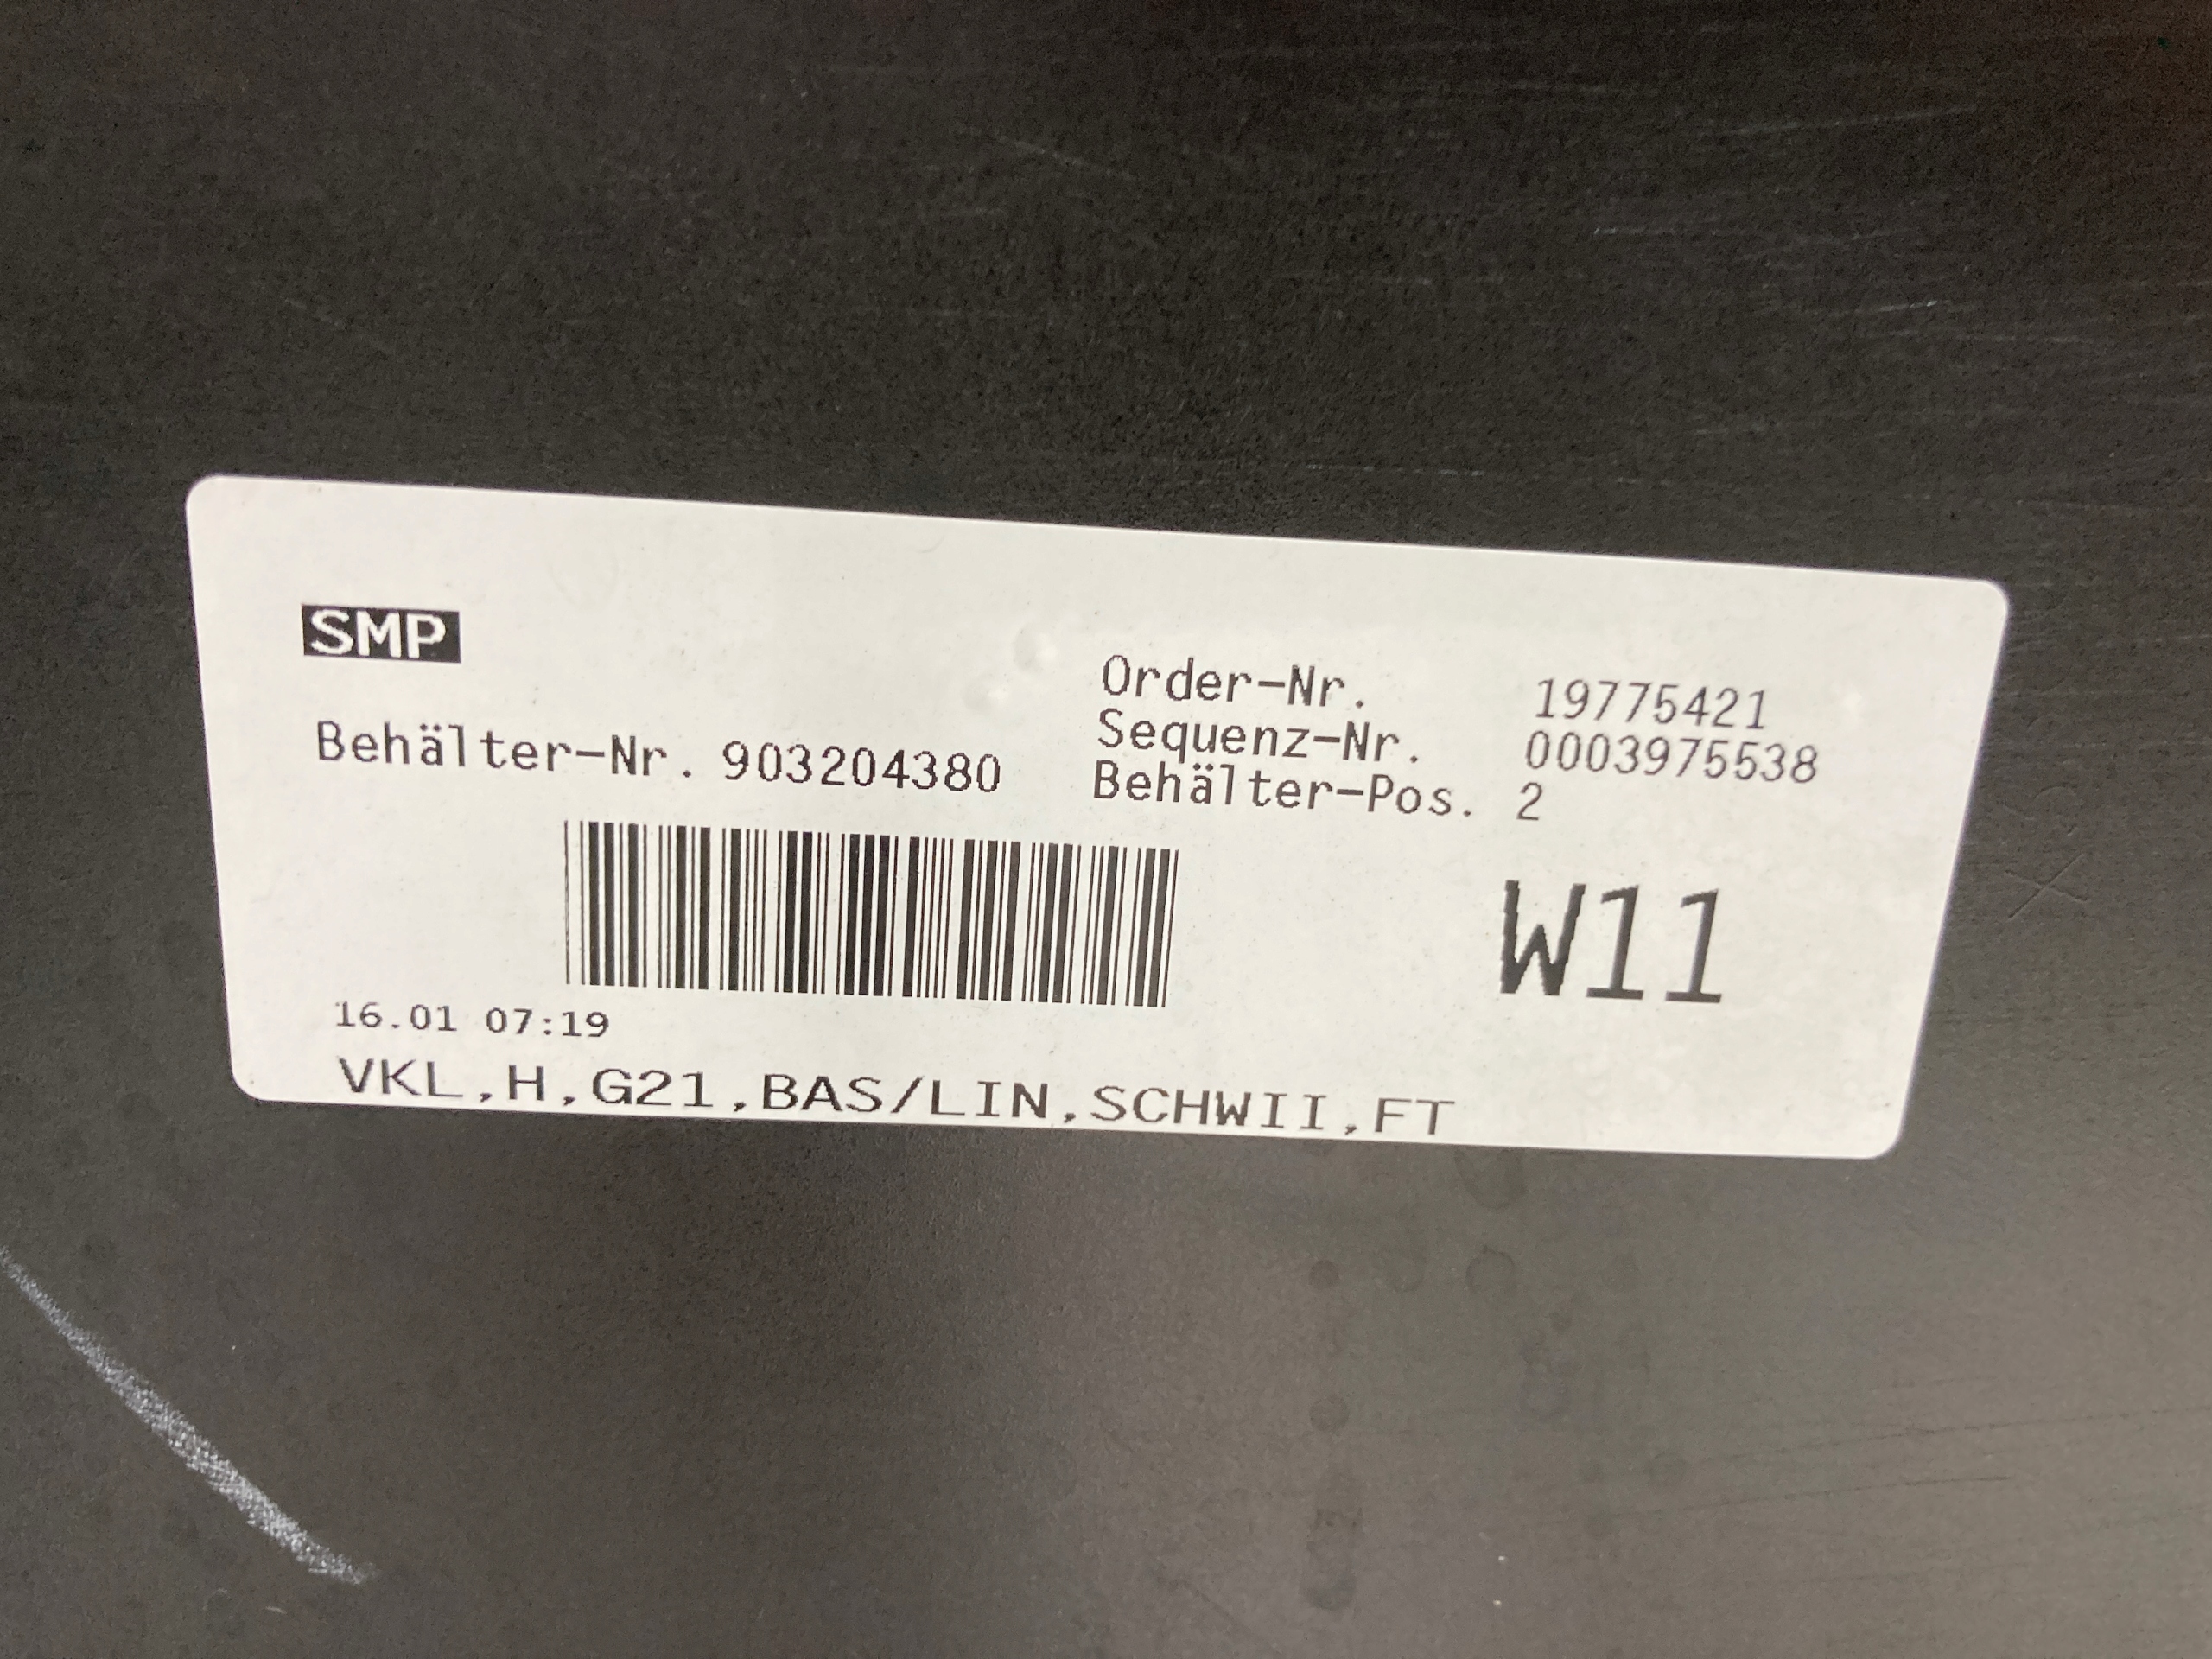 SMP
Order-Nr. 19775421
Sequenz-Nr. 0003975538
Behälter-Nr. 903204380
Behälter-Pos. 2
W11
16.01 07:19
VKL,H,G21,BAS/LIN,SCHWII,FT